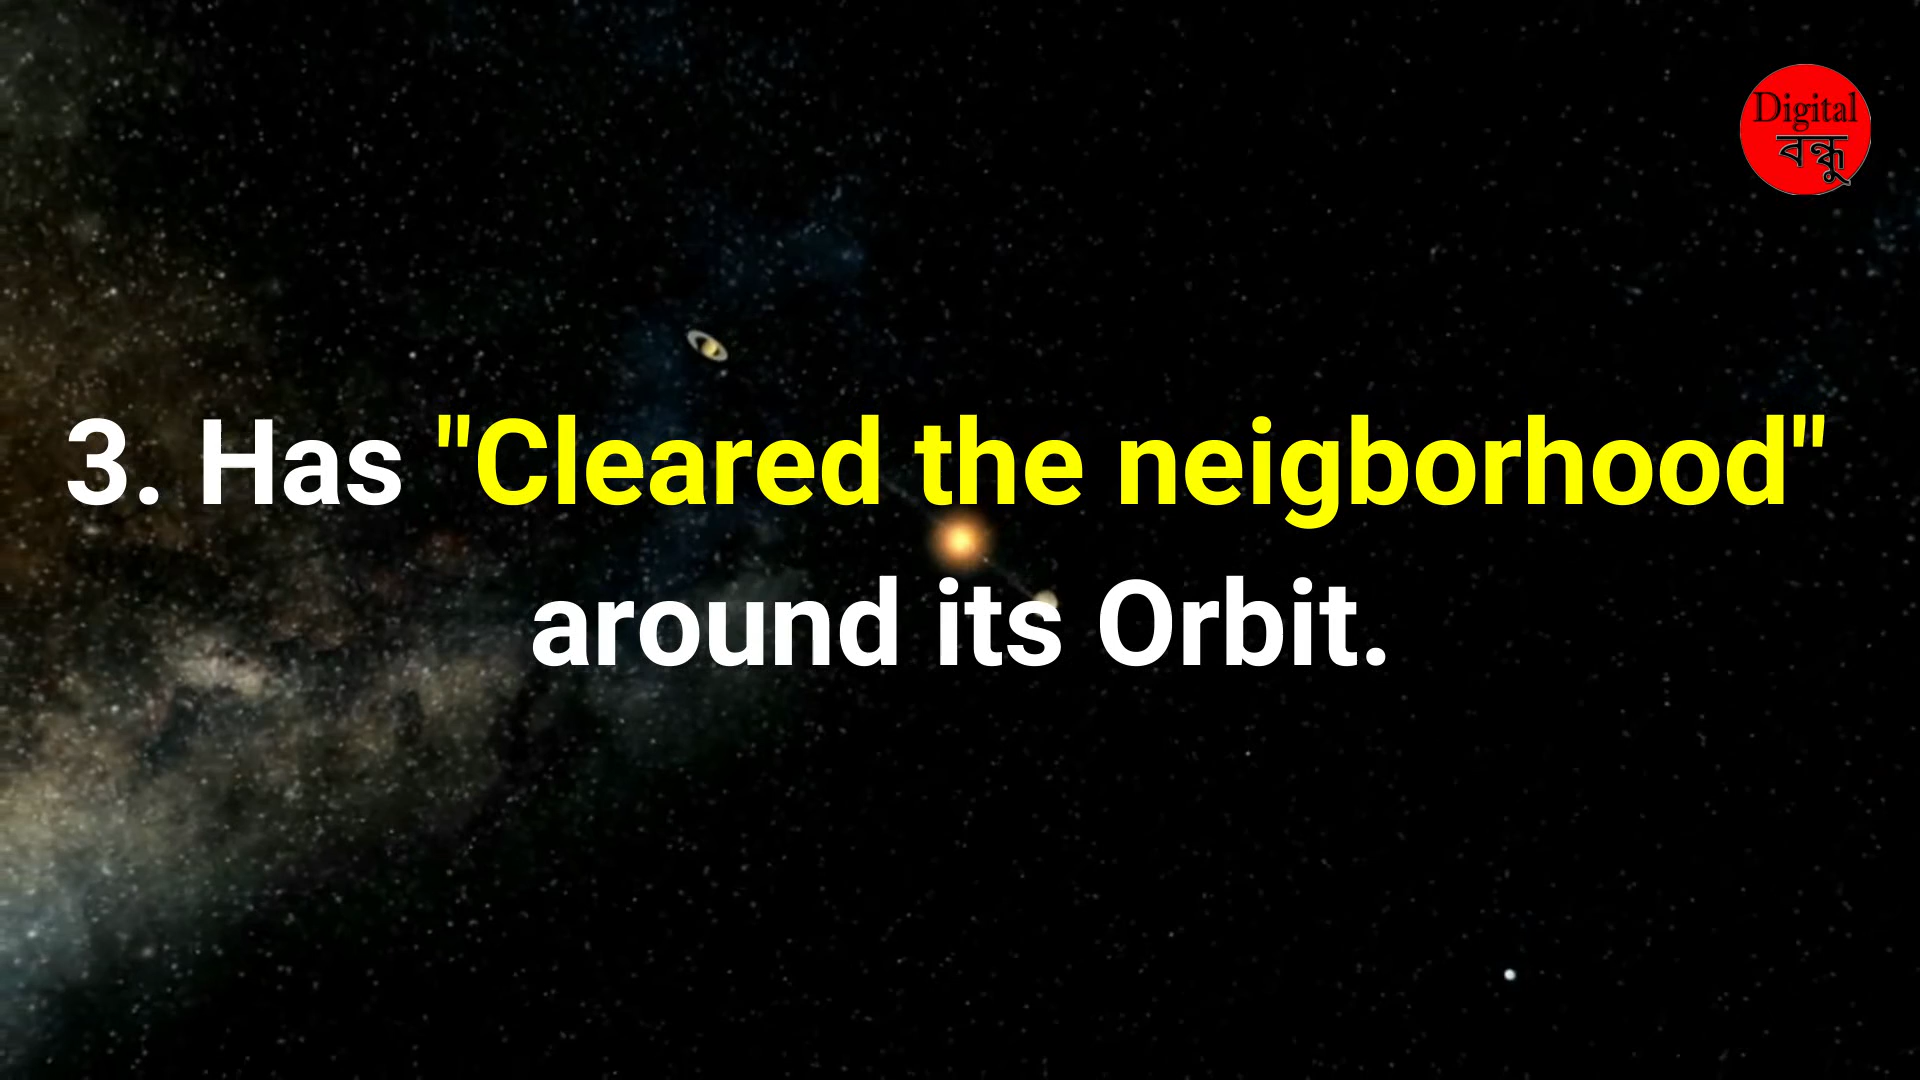 Digital
বন্ধু
3. Has "Cleared the neigborhood"
around its Orbit.